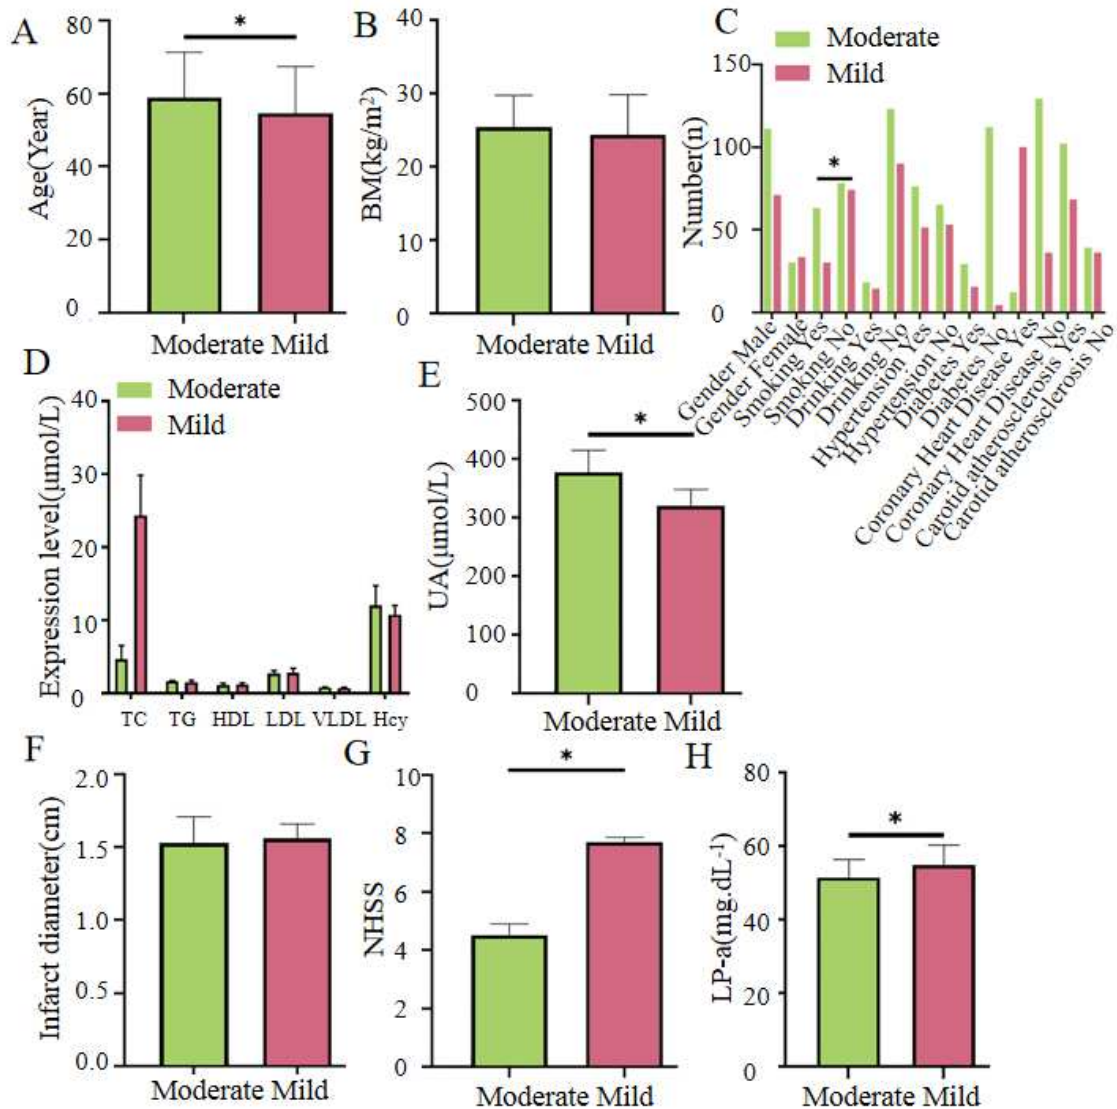 A
Age(Year)
80
60
40
20
0
*
Moderate Mild
B
BM(kg/m²)
40
30
20
10
0
Moderate Mild
C
Moderate
Mild
Number(n)
150
100
50
0
*
Gender Male
Gender Female
Smoking Yes
Smoking No
Drinking Yes
Drinking No
Hypertension Yes
Hypertension No
Diabetes Yes
Diabetes No
Coronary Heart Disease Yes
Coronary Heart Disease No
Carotid atherosclerosis Yes
Carotid atherosclerosis No
D
Moderate
Mild
Expression level(μmol/L)
40
30
20
10
0
TC TG HDL LDL VLDL Hcy
E
UA(μmol/L)
500
400
300
200
100
0
*
Moderate Mild
F
Infarct diameter(cm)
2.0
1.5
1.0
0.5
0.0
Moderate Mild
G
NHSS
10
8
6
4
2
0
*
Moderate Mild
H
LP-a(mg.dL⁻¹)
80
60
40
20
0
*
Moderate Mild